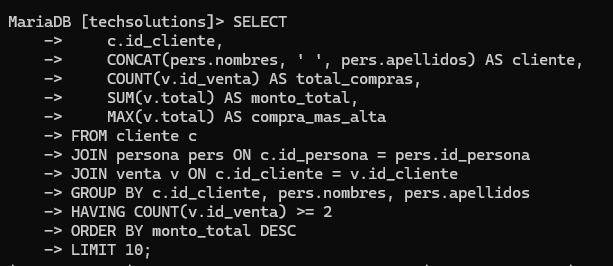 MariaDB [techsolutions]> SELECT
    ->     c.id_cliente,
    ->     CONCAT(pers.nombres, ' ', pers.apellidos) AS cliente,
    ->     COUNT(v.id_venta) AS total_compras,
    ->     SUM(v.total) AS monto_total,
    ->     MAX(v.total) AS compra_mas_alta
    -> FROM cliente c
    -> JOIN persona pers ON c.id_persona = pers.id_persona
    -> JOIN venta v ON c.id_cliente = v.id_cliente
    -> GROUP BY c.id_cliente, pers.nombres, pers.apellidos
    -> HAVING COUNT(v.id_venta) >= 2
    -> ORDER BY monto_total DESC
    -> LIMIT 10;